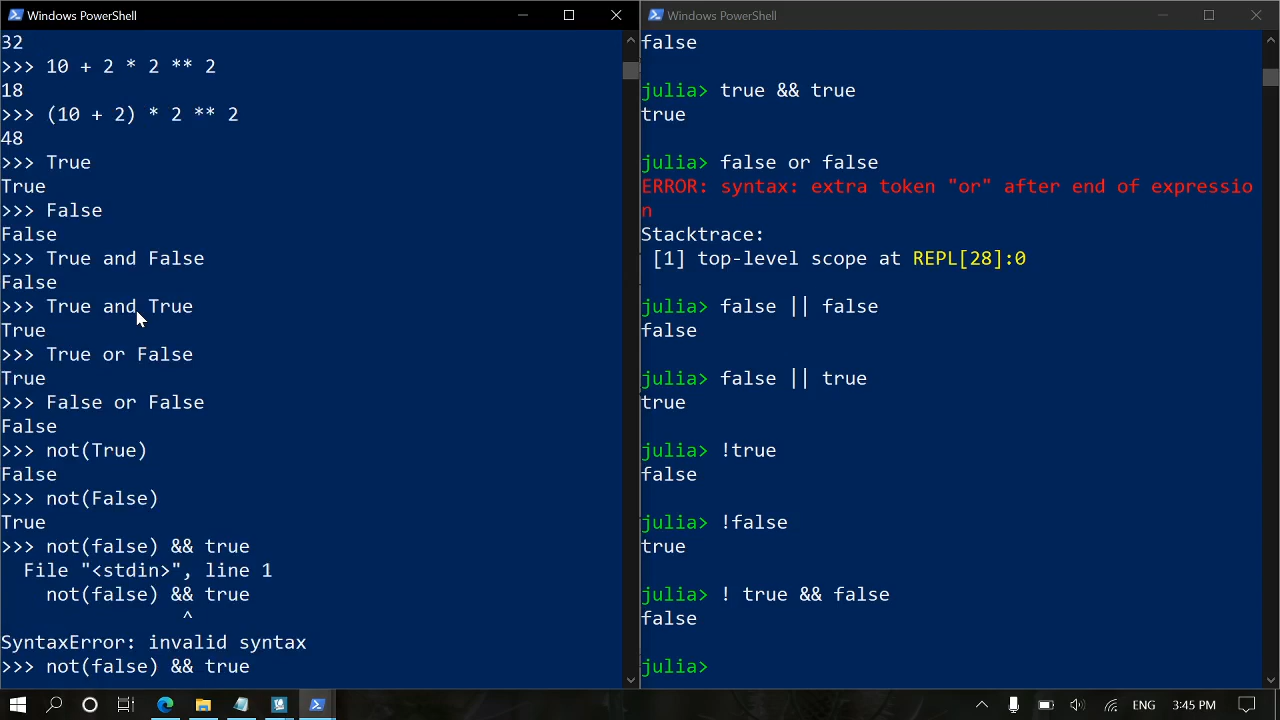 Windows PowerShell
32
>>> 10 + 2 * 2 ** 2
18
>>> (10 + 2) * 2 ** 2
48
>>> True
True
>>> False
False
>>> True and False
False
>>> True and True
True
>>> True or False
True
>>> False or False
False
>>> not(True)
False
>>> not(False)
True
>>> not(false) && true
File "<stdin>", line 1
not(false) && true
^
SyntaxError: invalid syntax
>>> not(false) && true
Windows PowerShell
false
julia> true && true
true
julia> false or false
ERROR: syntax: extra token "or" after end of expressio
n
Stacktrace:
[1] top-level scope at REPL[28]:0
julia> false || false
false
julia> false || true
true
julia> !true
false
julia> !false
true
julia> ! true && false
false
julia>
ENG
3:45 PM